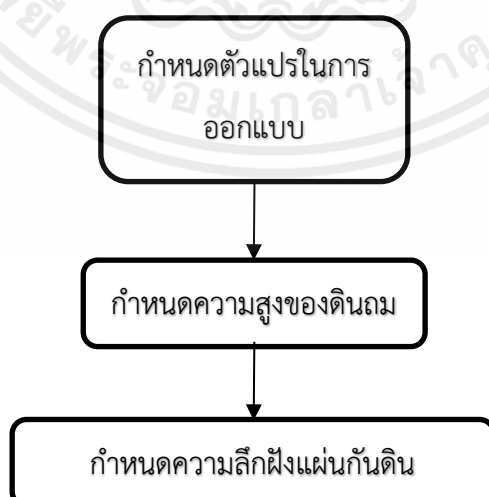 กำหนดตัวแปรในการ
ออกแบบ
กำหนดความสูงของดินถม
กำหนดความลึกฝังแผ่นกันดิน